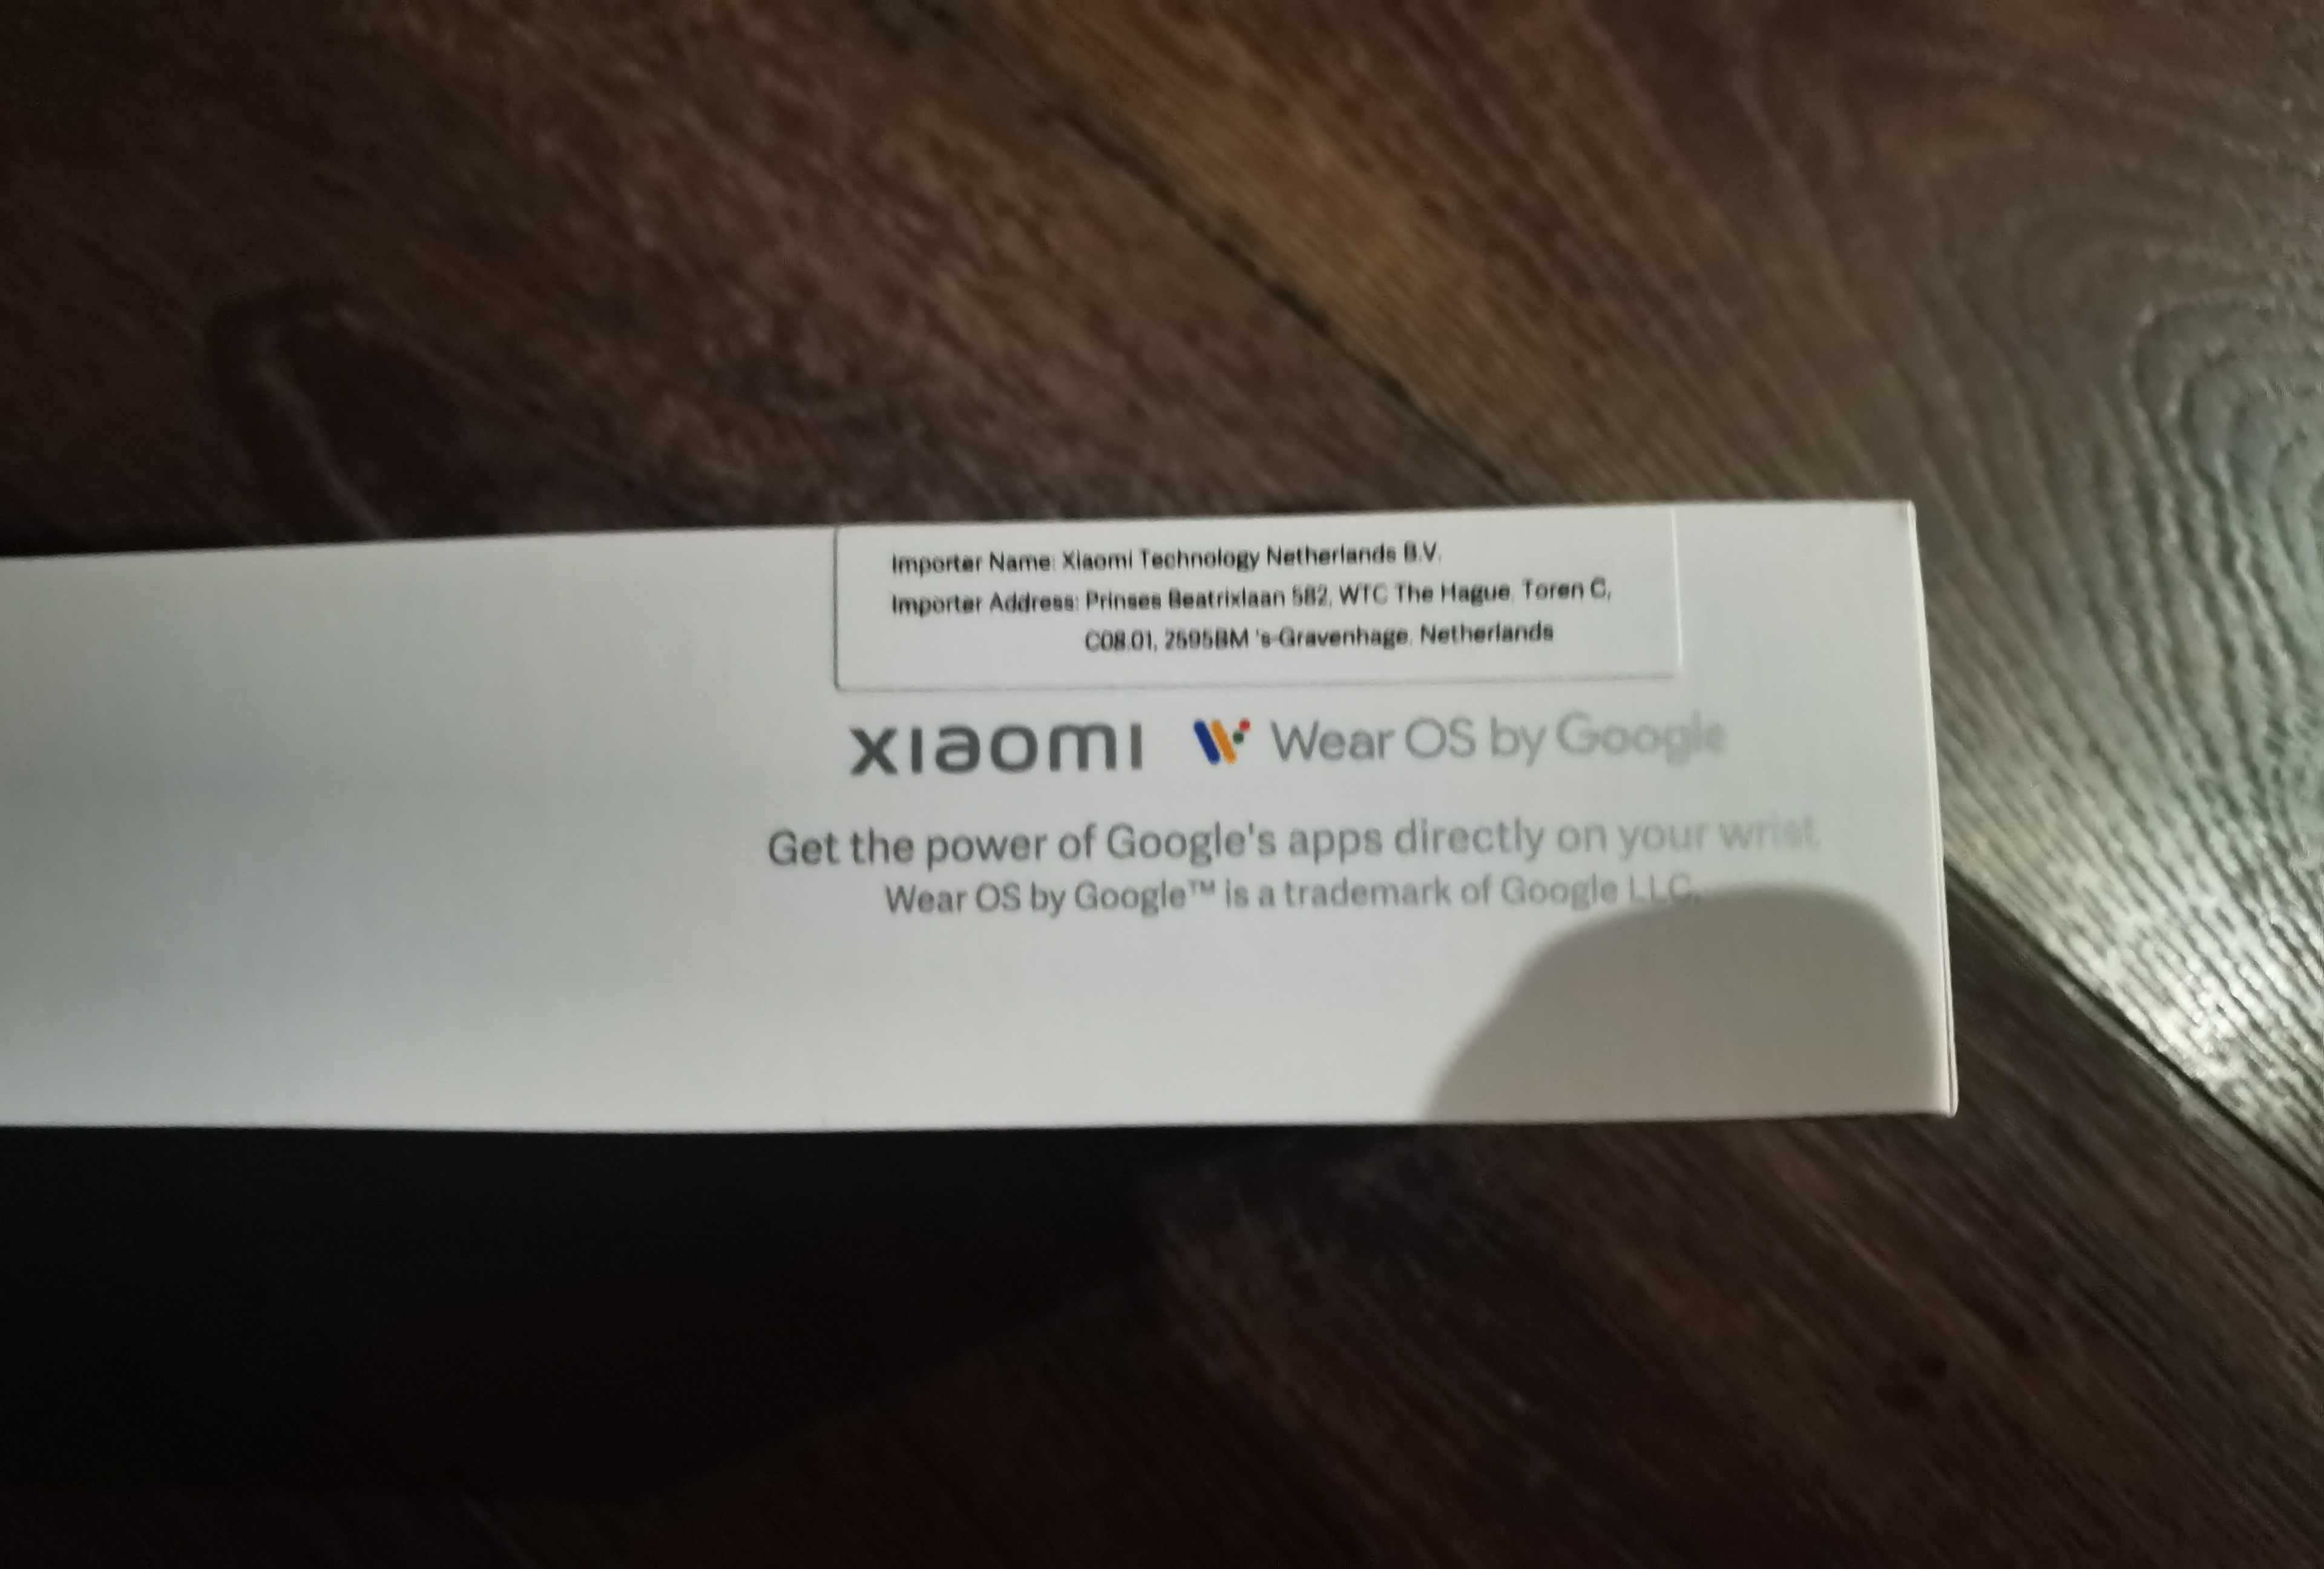 Importer Name: Xiaomi Technology Netherlands B.V.
Importer Address: Prinses Beatrixlaan 582, WTC The Hague, Toren C,
C08.01, 2595BM 's-Gravenhage, Netherlands
xiaomi Wear OS by Google
Get the power of Google's apps directly on your wrist.
Wear OS by Google™ is a trademark of Google LLC.